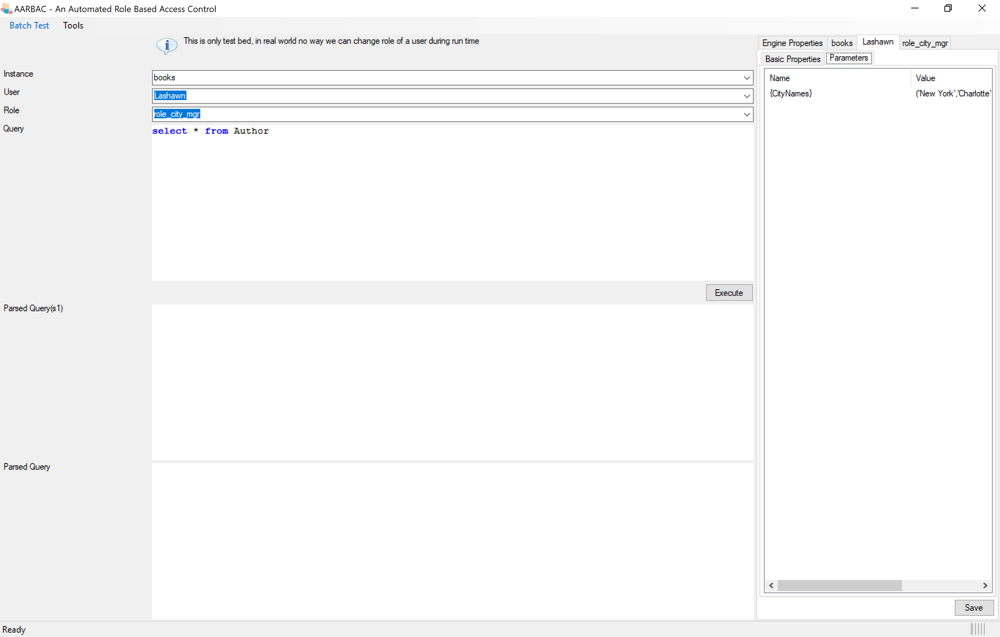 AARBAC - An Automated Role Based Access Control
Batch Test Tools
This is only test bed, in real world no way we can change role of a user during run time
Instance
books
User
Lashawn
Role
role_city_mgr
Query
select * from Author
Execute
Parsed Query(s1)
Parsed Query
Engine Properties books Lashawn role_city_mgr
Basic Properties Parameters
Name Value
{CityNames} ('New York','Charlotte'
Save
Ready